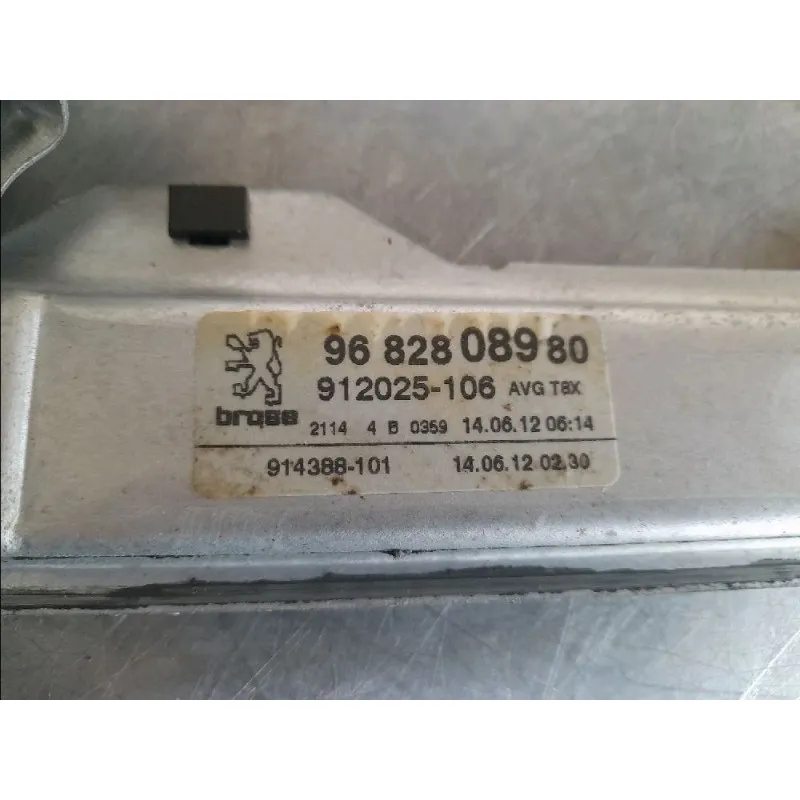 96 828 089 80
912025-106 AVG T8X
brose
2114 4 B 0359 14.06.12 06:14
914388-101 14.06.12 02.30